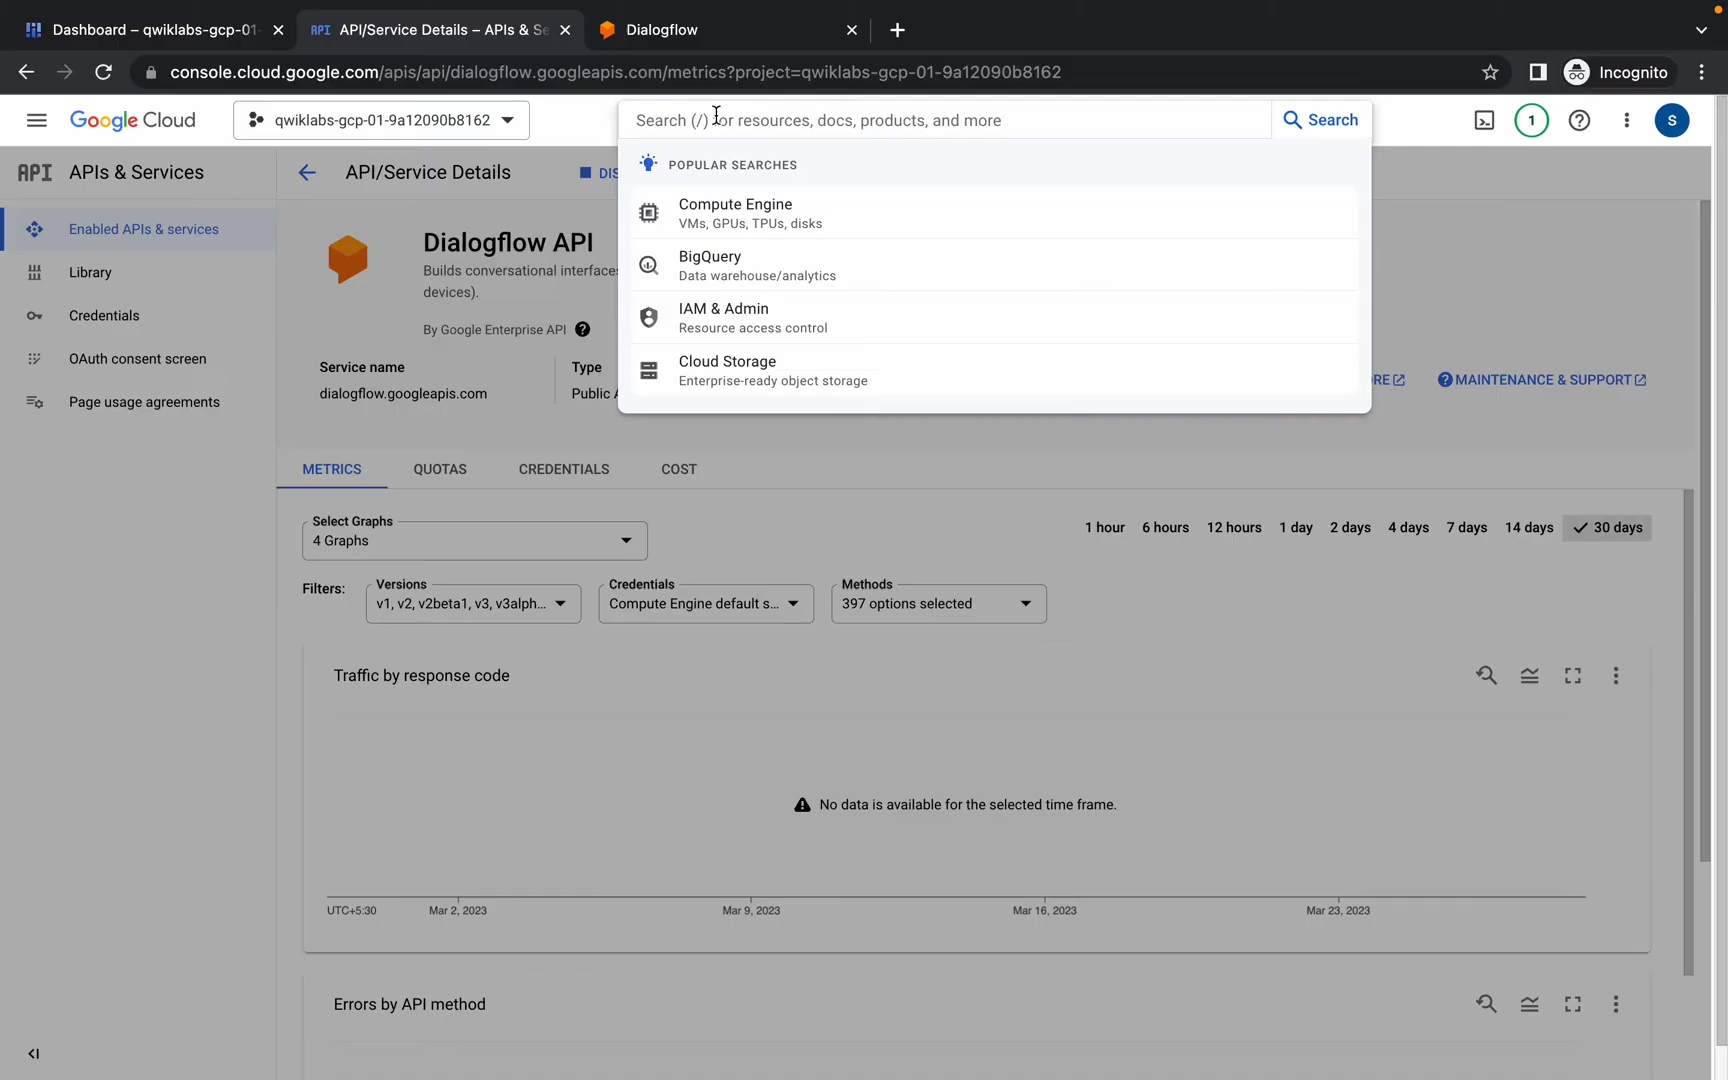 Dashboard – qwiklabs-gcp-01-
API API/Service Details – APIs & Se
Dialogflow
console.cloud.google.com/apis/api/dialogflow.googleapis.com/metrics?project=qwiklabs-gcp-01-9a12090b8162
Incognito
Google Cloud
qwiklabs-gcp-01-9a12090b8162
Search (/) for resources, docs, products, and more
Search
1
S
API APIs & Services
API/Service Details
DIS
POPULAR SEARCHES
Compute Engine
VMs, GPUs, TPUs, disks
BigQuery
Data warehouse/analytics
IAM & Admin
Resource access control
Cloud Storage
Enterprise-ready object storage
Enabled APIs & services
Library
Credentials
OAuth consent screen
Page usage agreements
Dialogflow API
Builds conversational interfaces
devices).
By Google Enterprise API
Service name
dialogflow.googleapis.com
Type
Public A
RE
MAINTENANCE & SUPPORT
METRICS
QUOTAS
CREDENTIALS
COST
Select Graphs
4 Graphs
1 hour
6 hours
12 hours
1 day
2 days
4 days
7 days
14 days
30 days
Filters:
Versions
v1, v2, v2beta1, v3, v3alph...
Credentials
Compute Engine default s...
Methods
397 options selected
Traffic by response code
No data is available for the selected time frame.
UTC+5:30
Mar 2, 2023
Mar 9, 2023
Mar 16, 2023
Mar 23, 2023
Errors by API method